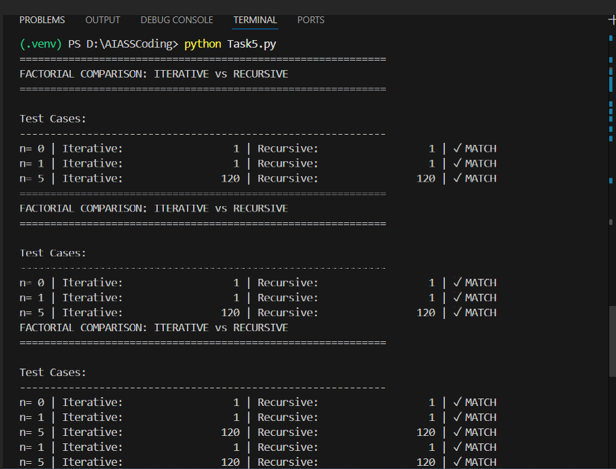 PROBLEMS OUTPUT DEBUG CONSOLE TERMINAL PORTS
(.venv) PS D:\AIASSCoding> python Task5.py
============================================================
FACTORIAL COMPARISON: ITERATIVE vs RECURSIVE
============================================================
Test Cases:
------------------------------------------------------------
n= 0 | Iterative:                  1 | Recursive:                  1 | ✓ MATCH
n= 1 | Iterative:                  1 | Recursive:                  1 | ✓ MATCH
n= 5 | Iterative:                120 | Recursive:                120 | ✓ MATCH
============================================================
FACTORIAL COMPARISON: ITERATIVE vs RECURSIVE
============================================================
Test Cases:
------------------------------------------------------------
n= 0 | Iterative:                  1 | Recursive:                  1 | ✓ MATCH
n= 1 | Iterative:                  1 | Recursive:                  1 | ✓ MATCH
n= 5 | Iterative:                120 | Recursive:                120 | ✓ MATCH
FACTORIAL COMPARISON: ITERATIVE vs RECURSIVE
============================================================
Test Cases:
------------------------------------------------------------
n= 0 | Iterative:                  1 | Recursive:                  1 | ✓ MATCH
n= 1 | Iterative:                  1 | Recursive:                  1 | ✓ MATCH
n= 5 | Iterative:                120 | Recursive:                120 | ✓ MATCH
n= 1 | Iterative:                  1 | Recursive:                  1 | ✓ MATCH
n= 5 | Iterative:                120 | Recursive:                120 | ✓ MATCH